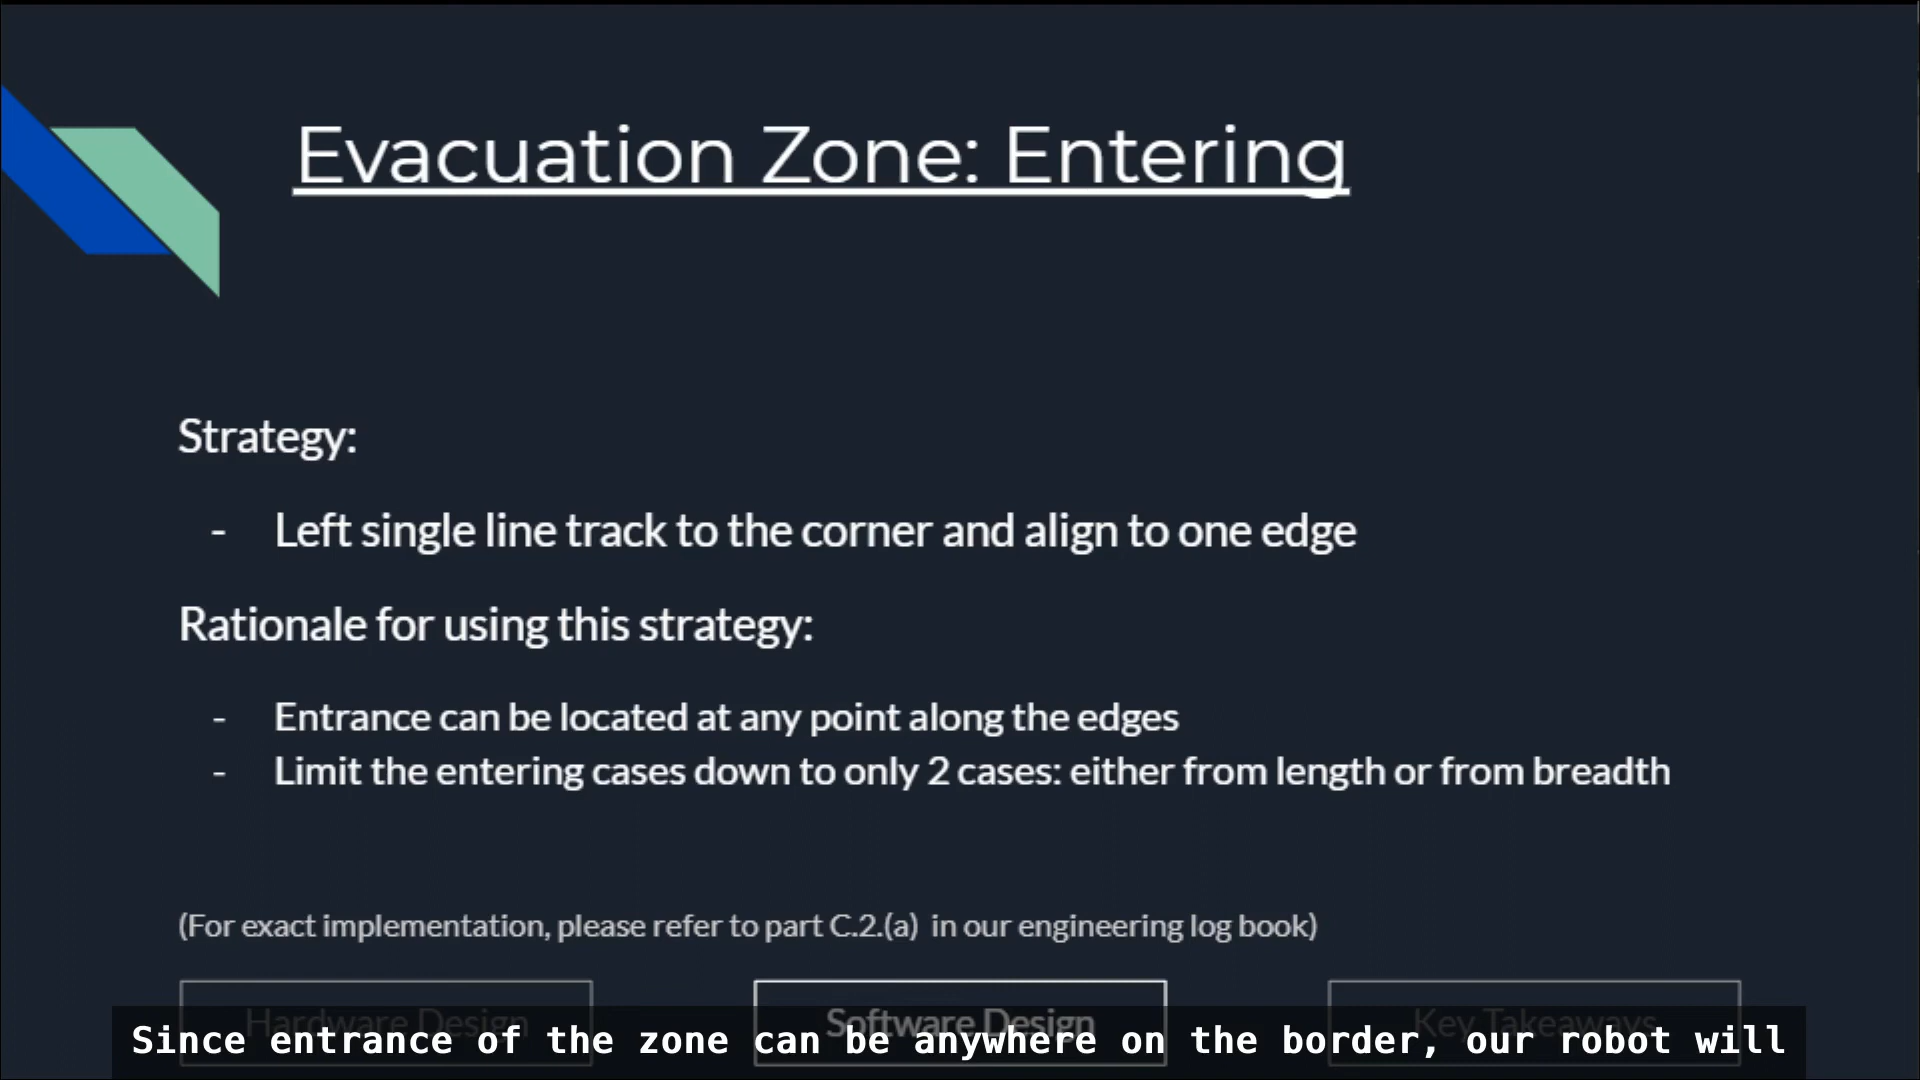 Evacuation Zone: Entering
Strategy:
- Left single line track to the corner and align to one edge
Rationale for using this strategy:
- Entrance can be located at any point along the edges
- Limit the entering cases down to only 2 cases: either from length or from breadth
(For exact implementation, please refer to part C.2.(a) in our engineering log book)
Hardware Design
Software Design
Key Takeaways
Since entrance of the zone can be anywhere on the border, our robot will